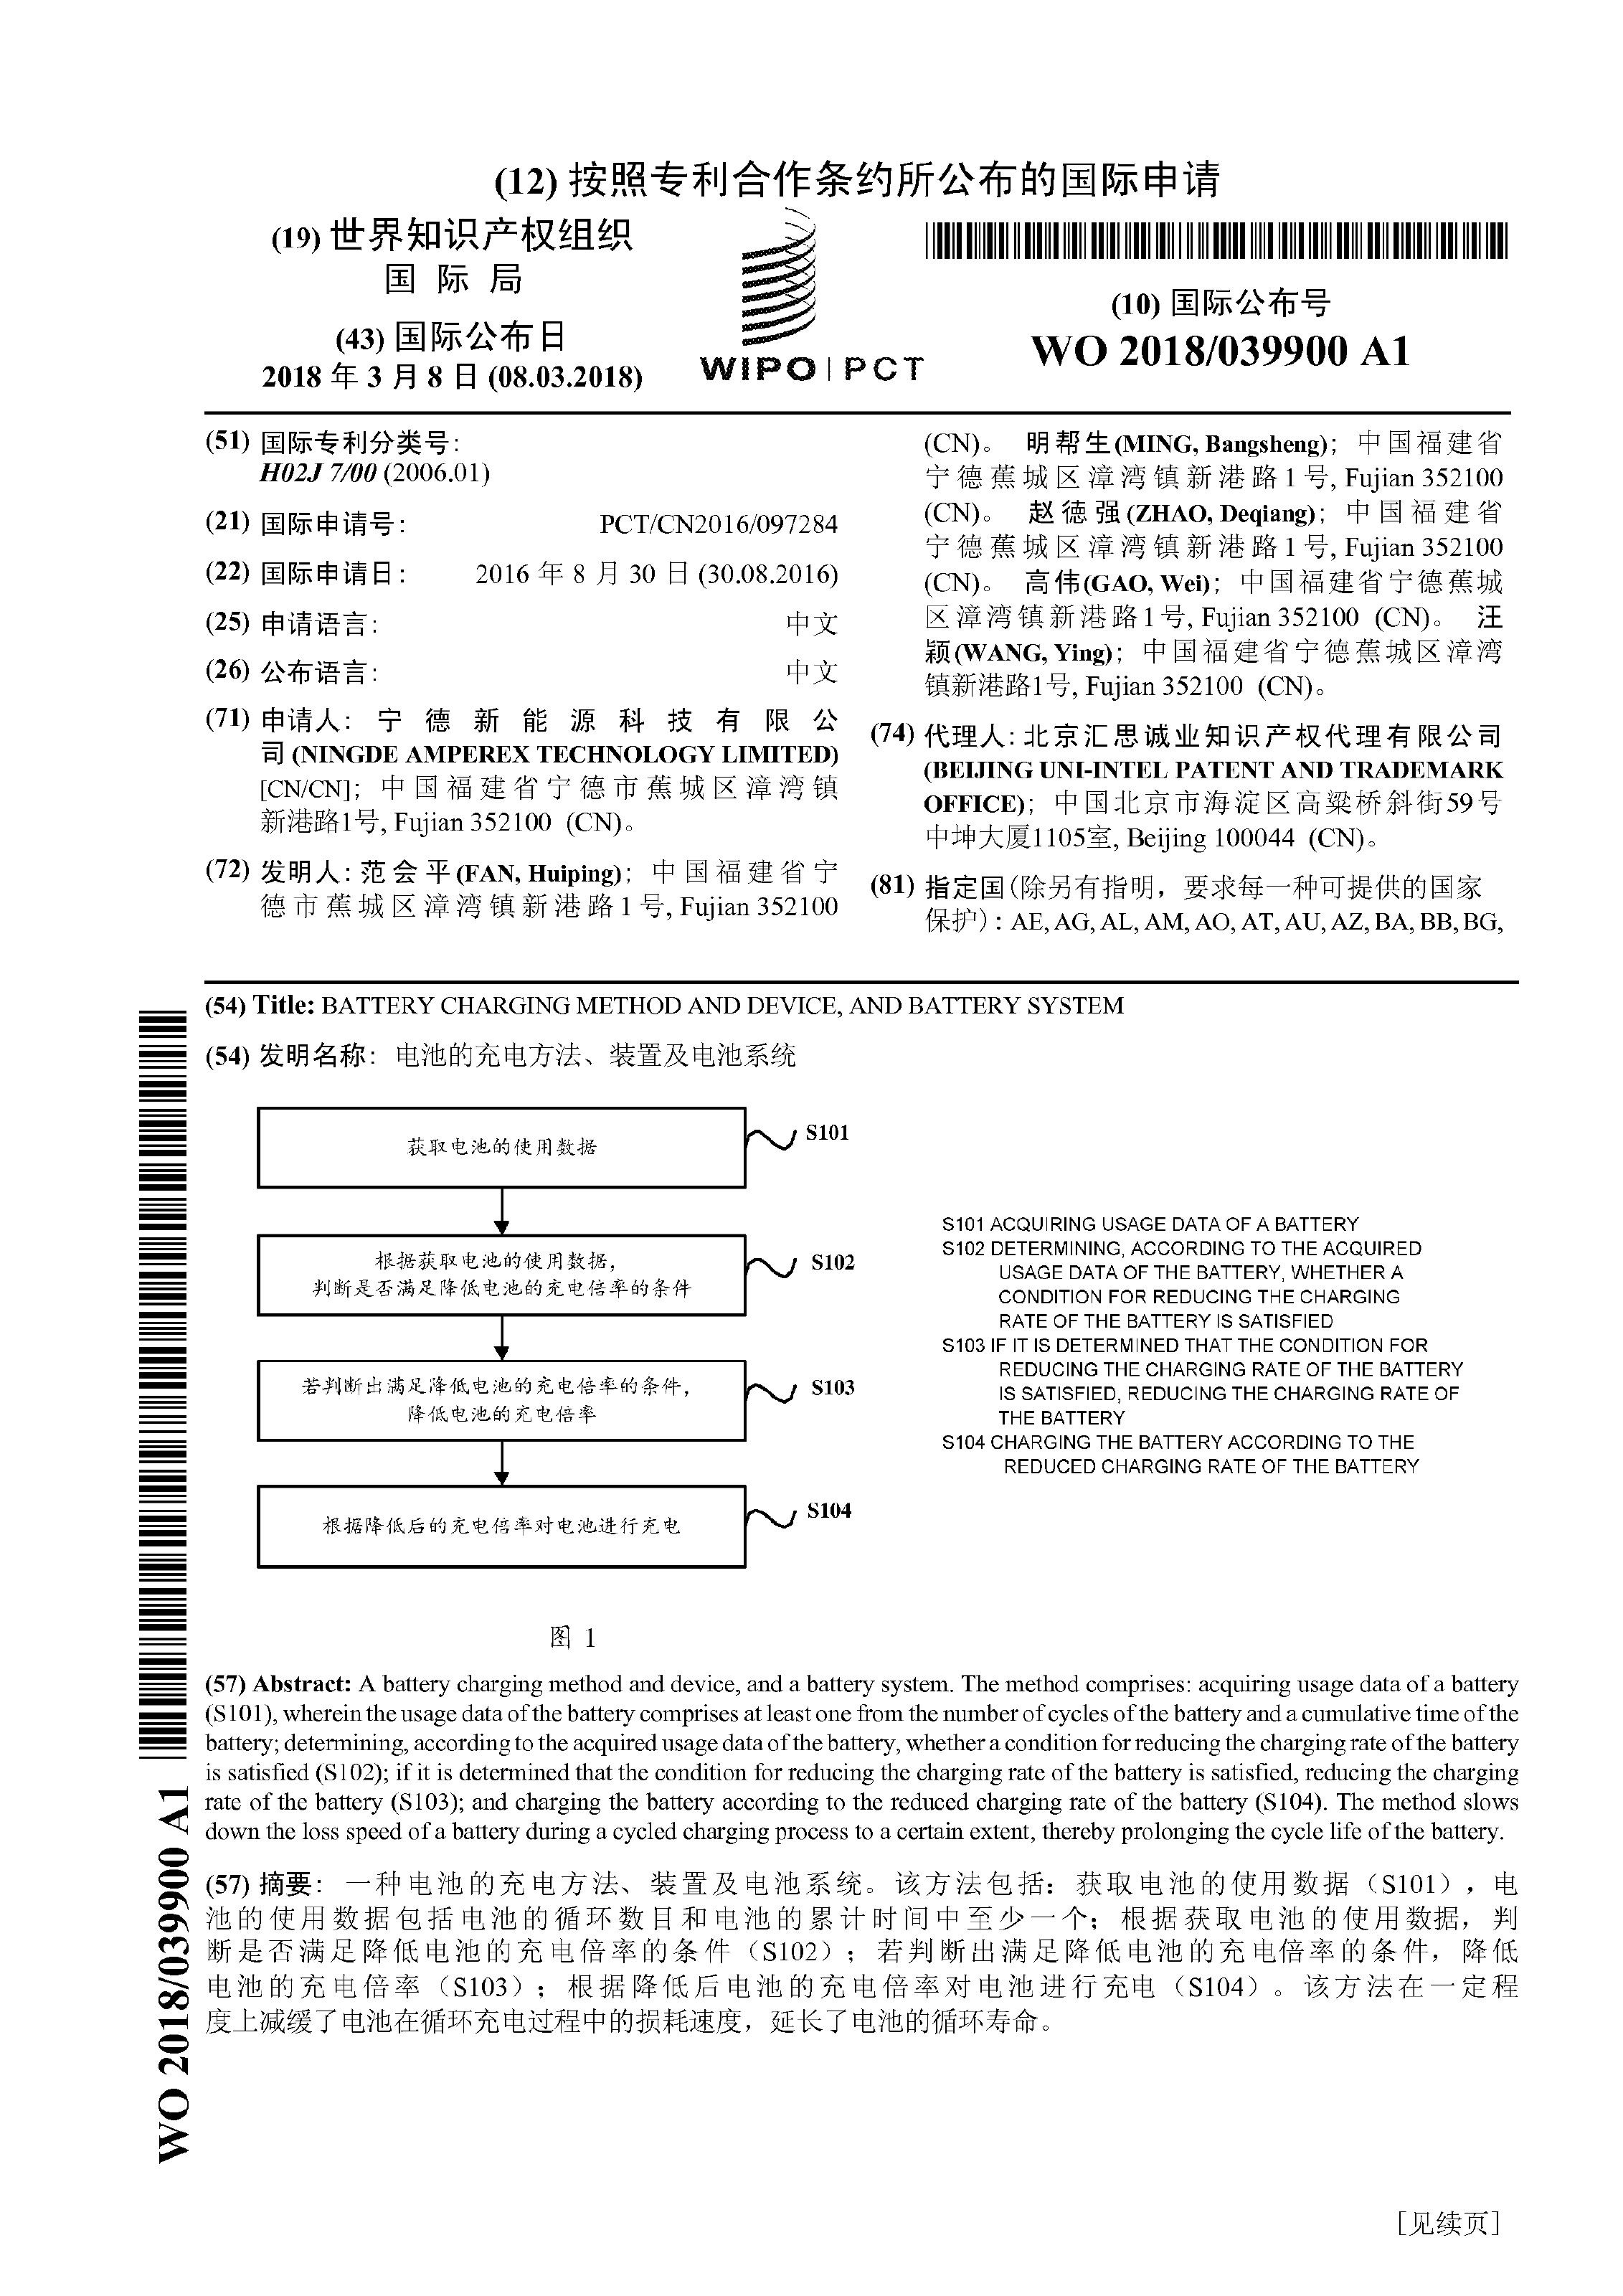 (12) 按照专利合作条约所公布的国际申请
(19) 世界知识产权组织
国 际 局
(43) 国际公布日
2018 年 3 月 8 日 (08.03.2018)
WIPO | PCT
(10) 国际公布号
WO 2018/039900 A1
(51) 国际专利分类号:
H02J 7/00 (2006.01)
(21) 国际申请号: PCT/CN2016/097284
(22) 国际申请日: 2016 年 8 月 30 日 (30.08.2016)
(25) 申请语言: 中文
(26) 公布语言: 中文
(71) 申请人: 宁 德 新 能 源 科 技 有 限 公
司 (NINGDE AMPEREX TECHNOLOGY LIMITED)
[CN/CN]; 中国福建省宁德市蕉城区漳湾镇
新港路1号, Fujian 352100 (CN)。
(72) 发明人: 范会平(FAN, Huiping); 中国福建省宁
德市蕉城区漳湾镇新港路1号, Fujian 352100
(CN)。 明帮生(MING, Bangsheng); 中国福建省
宁德蕉城区漳湾镇新港路1号, Fujian 352100
(CN)。 赵德强(ZHAO, Deqiang); 中国福建省
宁德蕉城区漳湾镇新港路1号, Fujian 352100
(CN)。 高伟(GAO, Wei); 中国福建省宁德蕉城
区漳湾镇新港路1号, Fujian 352100 (CN)。 汪
颖(WANG, Ying); 中国福建省宁德蕉城区漳湾
镇新港路1号, Fujian 352100 (CN)。
(74) 代理人: 北京汇思诚业知识产权代理有限公司
(BEIJING UNI-INTEL PATENT AND TRADEMARK
OFFICE); 中国北京市海淀区高梁桥斜街59号
中坤大厦1105室, Beijing 100044 (CN)。
(81) 指定国(除另有指明，要求每一种可提供的国家
保护): AE, AG, AL, AM, AO, AT, AU, AZ, BA, BB, BG,
(54) Title: BATTERY CHARGING METHOD AND DEVICE, AND BATTERY SYSTEM
(54) 发明名称: 电池的充电方法、装置及电池系统
获取电池的使用数据
S101
根据获取电池的使用数据，
判断是否满足降低电池的充电倍率的条件
S102
若判断出满足降低电池的充电倍率的条件，
降低电池的充电倍率
S103
根据降低后的充电倍率对电池进行充电
S104
图 1
S101 ACQUIRING USAGE DATA OF A BATTERY
S102 DETERMINING, ACCORDING TO THE ACQUIRED
USAGE DATA OF THE BATTERY, WHETHER A
CONDITION FOR REDUCING THE CHARGING
RATE OF THE BATTERY IS SATISFIED
S103 IF IT IS DETERMINED THAT THE CONDITION FOR
REDUCING THE CHARGING RATE OF THE BATTERY
IS SATISFIED, REDUCING THE CHARGING RATE OF
THE BATTERY
S104 CHARGING THE BATTERY ACCORDING TO THE
REDUCED CHARGING RATE OF THE BATTERY
(57) Abstract: A battery charging method and device, and a battery system. The method comprises: acquiring usage data of a battery
(S101), wherein the usage data of the battery comprises at least one from the number of cycles of the battery and a cumulative time of the
battery; determining, according to the acquired usage data of the battery, whether a condition for reducing the charging rate of the battery
is satisfied (S102); if it is determined that the condition for reducing the charging rate of the battery is satisfied, reducing the charging
rate of the battery (S103); and charging the battery according to the reduced charging rate of the battery (S104). The method slows
down the loss speed of a battery during a cycled charging process to a certain extent, thereby prolonging the cycle life of the battery.
(57) 摘要: 一种电池的充电方法、装置及电池系统。该方法包括：获取电池的使用数据（S101），电
池的使用数据包括电池的循环数目和电池的累计时间中至少一个；根据获取电池的使用数据，判
断是否满足降低电池的充电倍率的条件（S102）；若判断出满足降低电池的充电倍率的条件，降低
电池的充电倍率（S103）；根据降低后电池的充电倍率对电池进行充电（S104）。该方法在一定程
度上减缓了电池在循环充电过程中的损耗速度，延长了电池的循环寿命。
WO 2018/039900 A1
[见续页]